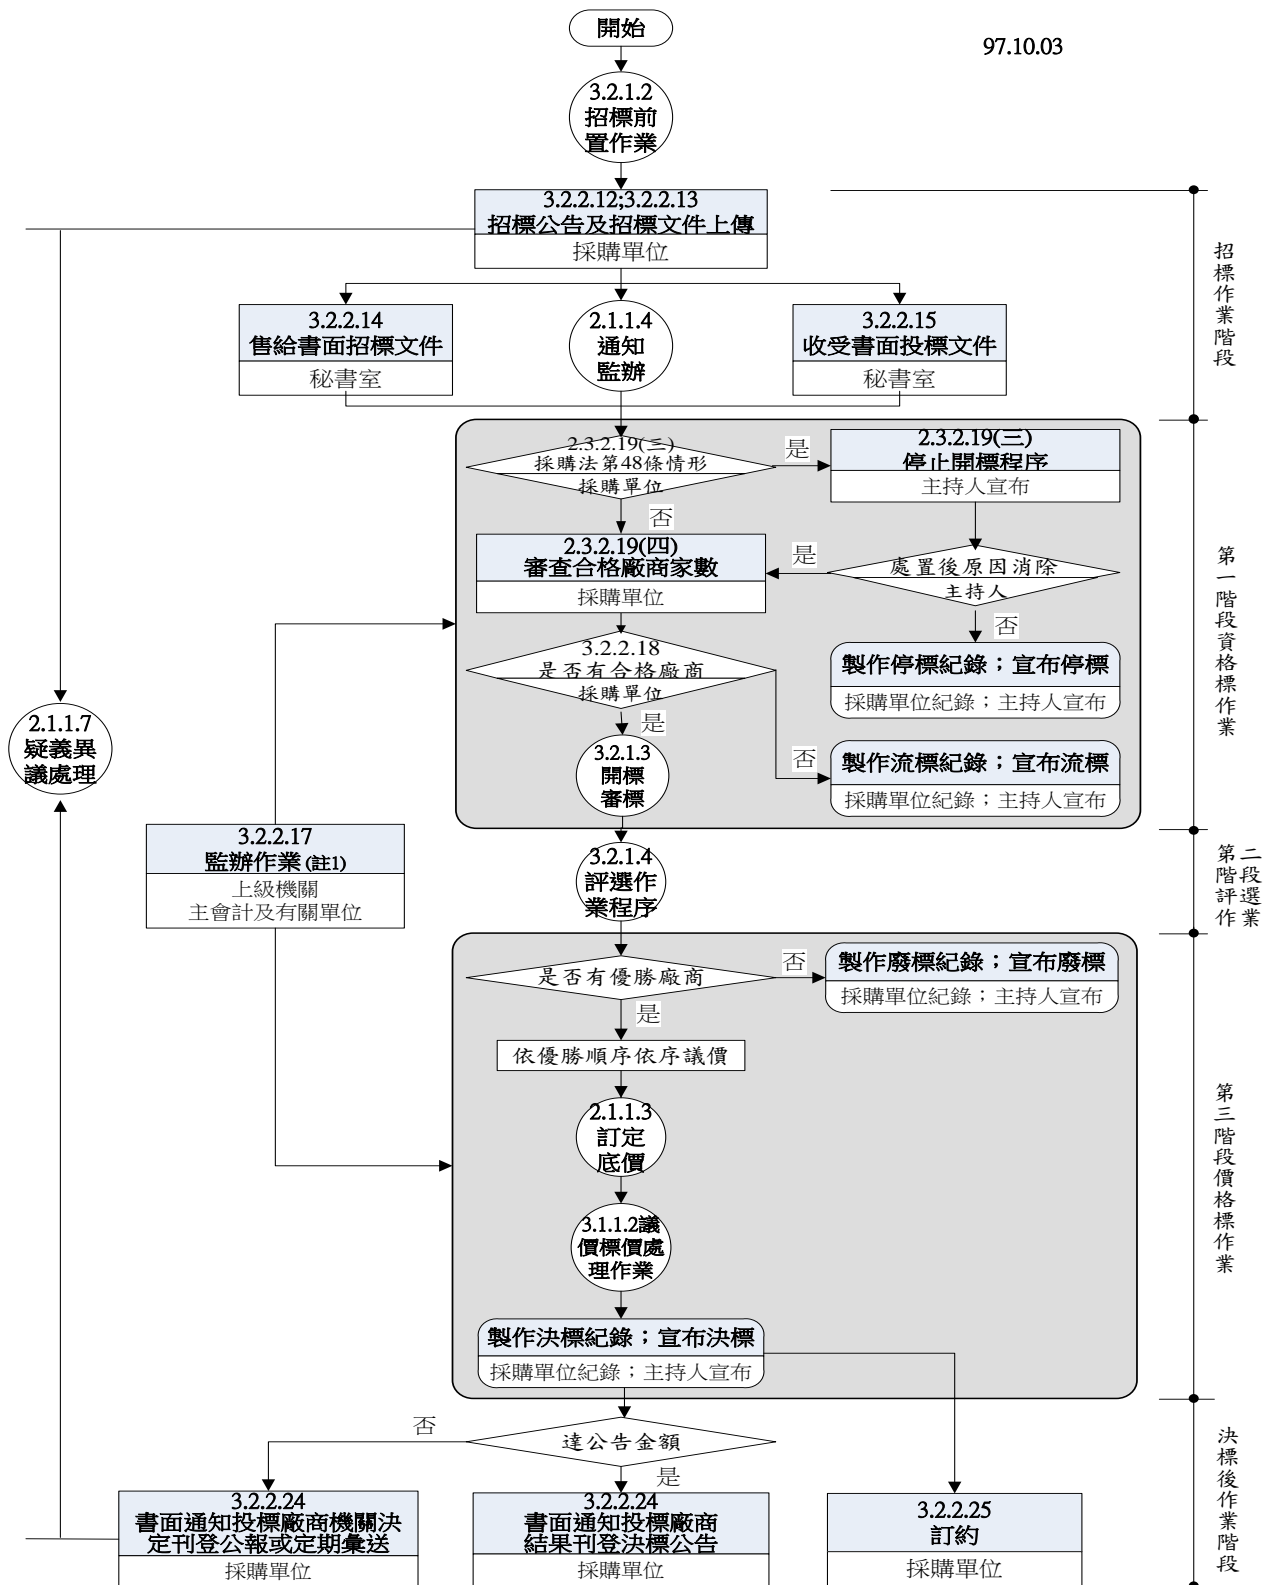 開始
97.10.03
3.2.1.2
招標前
置作業
3.2.2.12;3.2.2.13
招標公告及招標文件上傳
採購單位
招標作業階段
3.2.2.14
售給書面招標文件
秘書室
2.1.1.4
通知
監辦
3.2.2.15
收受書面投標文件
秘書室
2.3.2.19(三)
採購法第48條情形
採購單位
是
2.3.2.19(三)
停止開標程序
主持人宣布
否
2.3.2.19(四)
審查合格廠商家數
採購單位
是
處置後原因消除
主持人
否
第一階段資格標作業
3.2.2.18
是否有合格廠商
採購單位
製作停標紀錄；宣布停標
採購單位紀錄；主持人宣布
是
2.1.1.7
疑義異
議處理
3.2.1.3
開標
審標
否
製作流標紀錄；宣布流標
採購單位紀錄；主持人宣布
3.2.2.17
監辦作業(註1)
上級機關
主會計及有關單位
3.2.1.4
評選作
業程序
第二
階段
評選
作業
是否有優勝廠商
否
製作廢標紀錄；宣布廢標
採購單位紀錄；主持人宣布
是
依優勝順序依序議價
2.1.1.3
訂定
底價
第三階段價格標作業
3.1.1.2議
價標價處
理作業
製作決標紀錄；宣布決標
採購單位紀錄；主持人宣布
否
達公告金額
是
決標後作業階段
3.2.2.24
書面通知投標廠商機關決
定刊登公報或定期彙送
採購單位
3.2.2.24
書面通知投標廠商
結果刊登決標公告
採購單位
3.2.2.25
訂約
採購單位